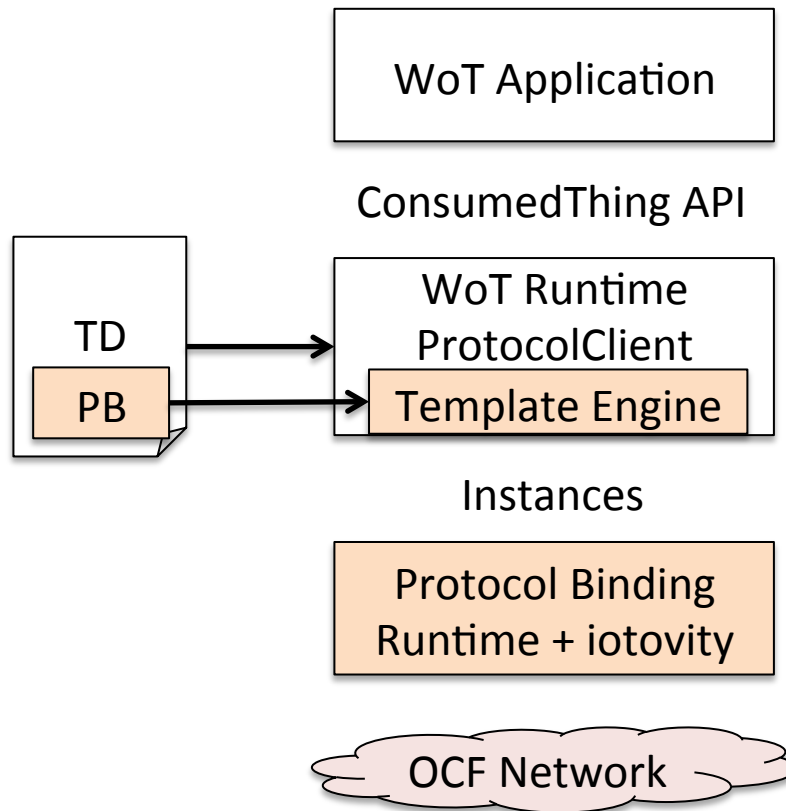 WoT Application
ConsumedThing API
TD
PB
WoT Runtime
ProtocolClient
Template Engine
Instances
Protocol Binding
Runtime + iotovity
OCF Network